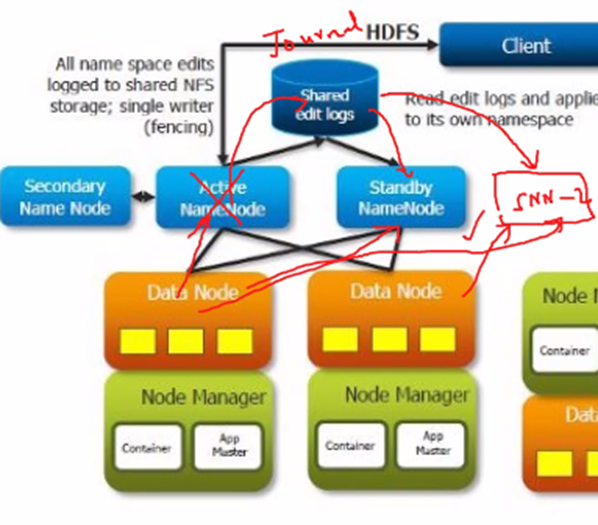 Journal
HDFS
Client
All name space edits
logged to shared NFS
storage; single writer
(fencing)
Shared
edit logs
Read edit logs and applie
to its own namespace
Secondary
Name Node
Active
NameNode
Standby
NameNode
SNN-2
Data Node
Data Node
Node M
Container
Node Manager
Node Manager
Container
App
Master
Container
App
Master
Dat